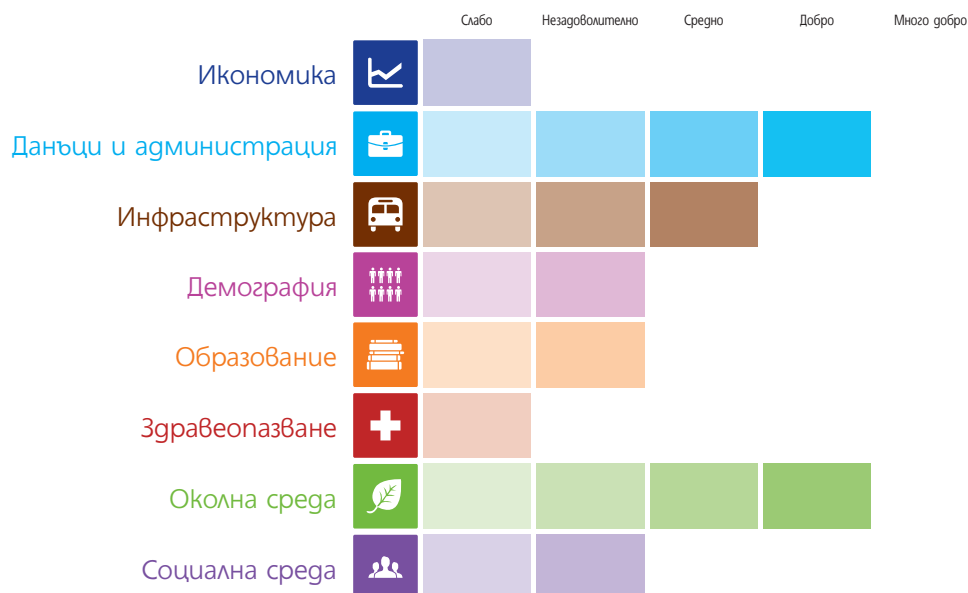 Слабо Незадоволително Средно Добро Много добро
Икономика
Данъци и администрация
Инфраструктура
Демография
Образование
Здравеопазване
Околна среда
Социална среда